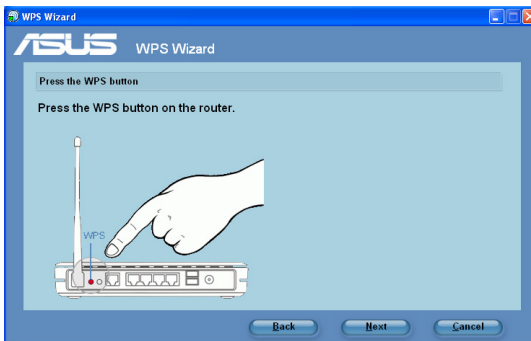 WPS Wizard
ASUS WPS Wizard
Press the WPS button
Press the WPS button on the router.
WPS
Back Next Cancel